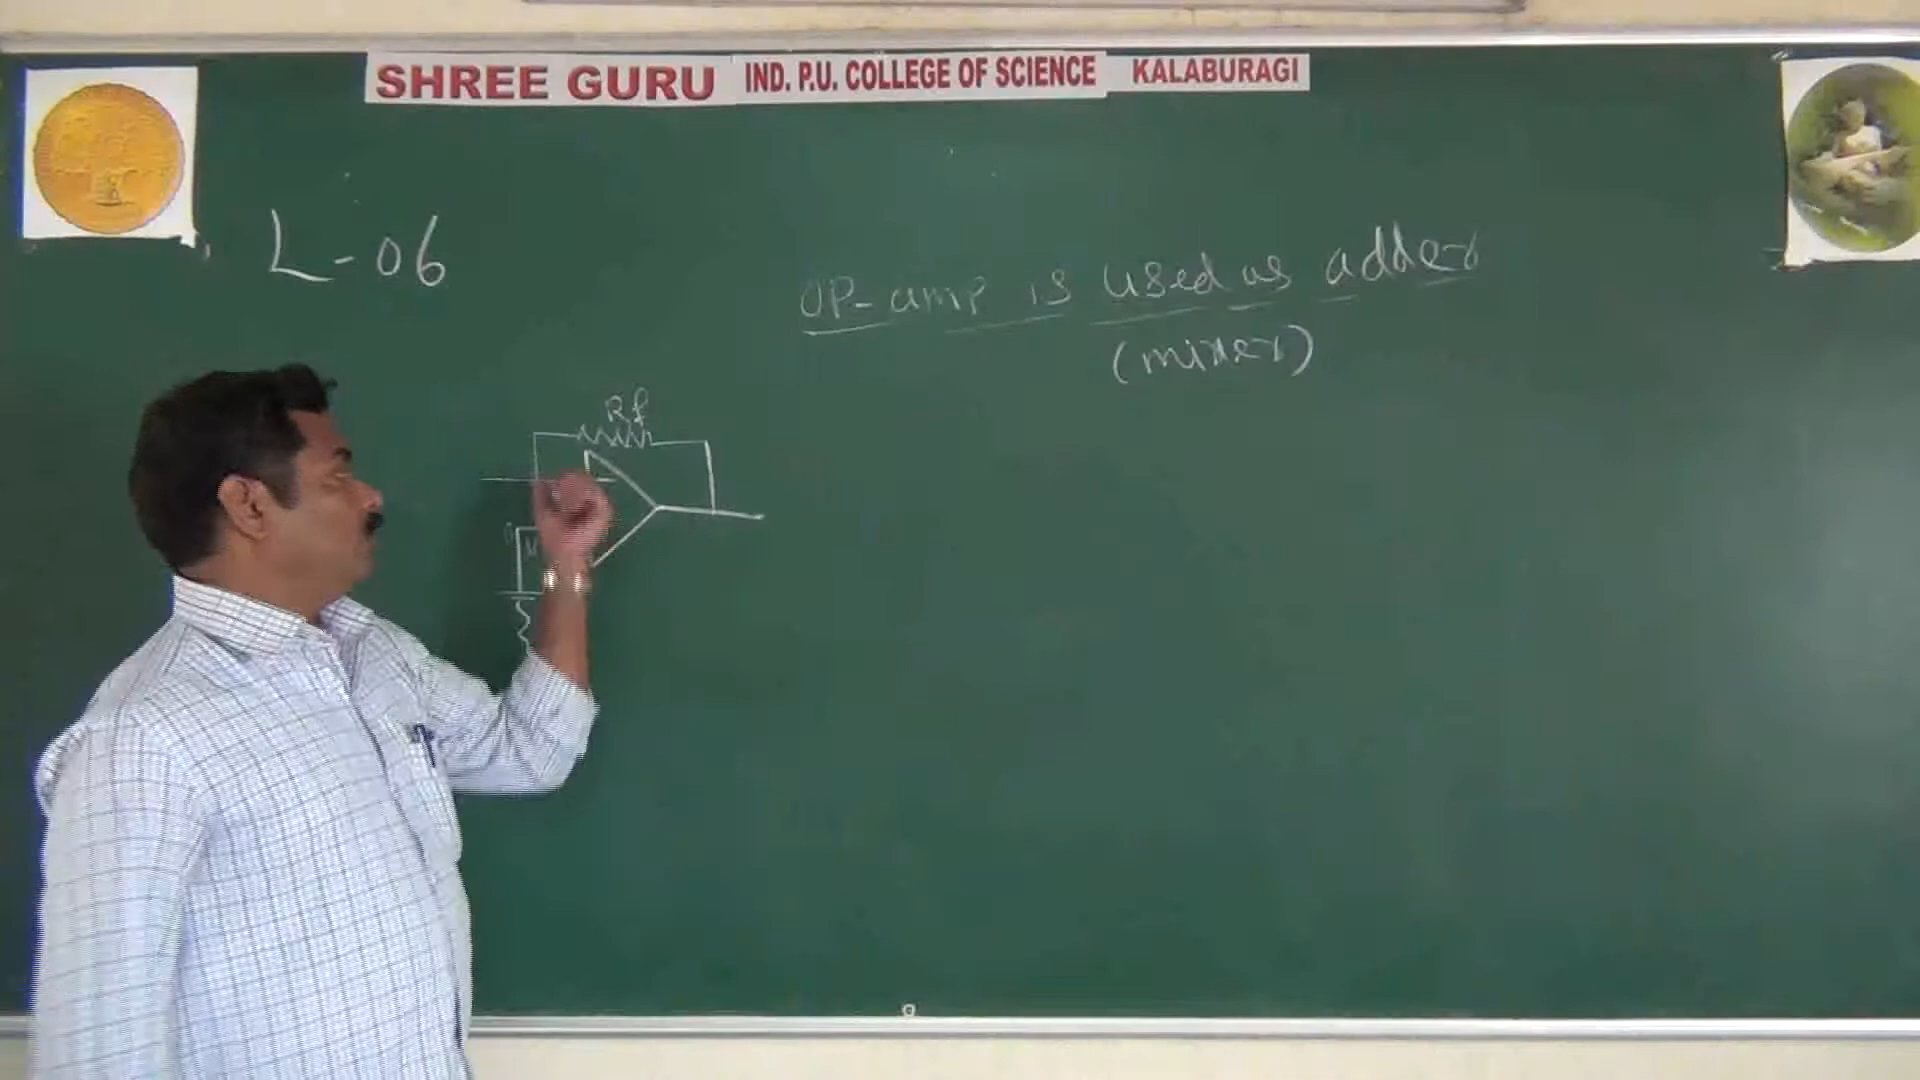 SHREE GURU IND. P.U. COLLEGE OF SCIENCE KALABURAGI
L-06
OP-amp is used as adder
(mixer)
Rf